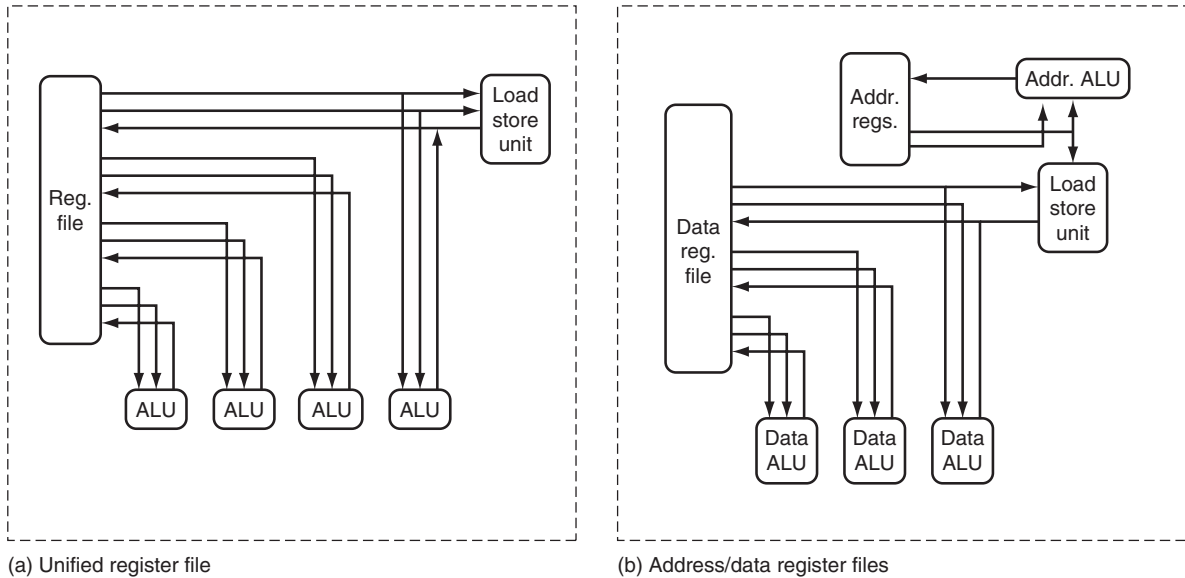 Reg.
file
Load
store
unit
ALU
ALU
ALU
ALU
(a) Unified register file
Addr.
regs.
Addr. ALU
Data
reg.
file
Load
store
unit
Data
ALU
Data
ALU
Data
ALU
(b) Address/data register files